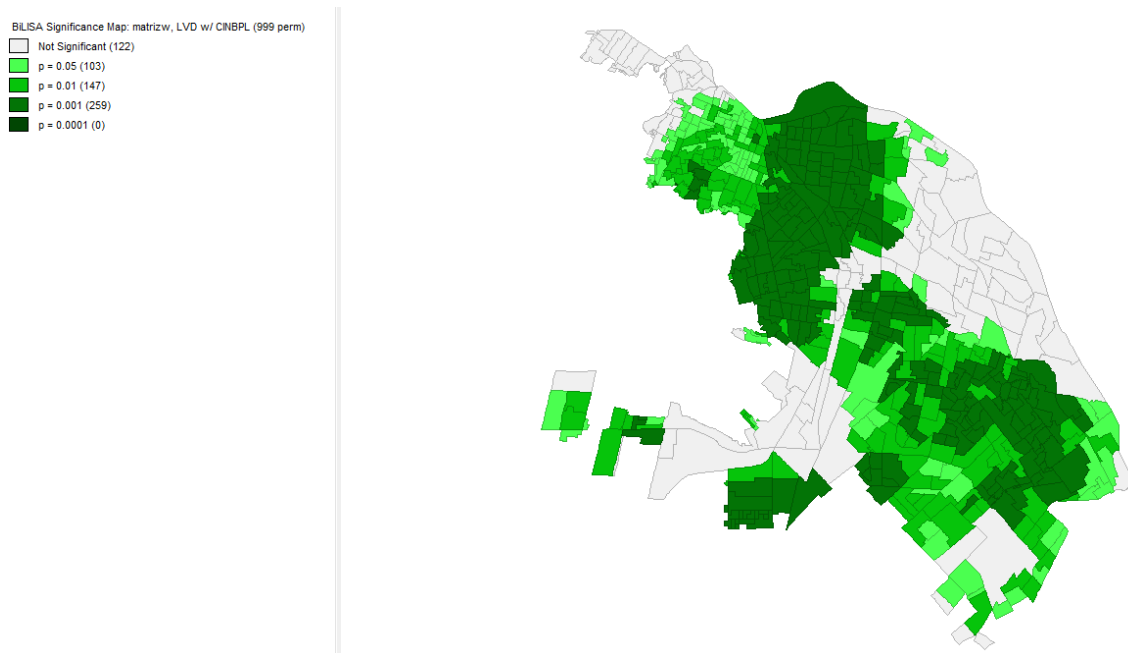 BiLISA Significance Map: matrizw, LVD w/ CINBPL (999 perm)
Not Significant (122)
p = 0.05 (103)
p = 0.01 (147)
p = 0.001 (259)
p = 0.0001 (0)